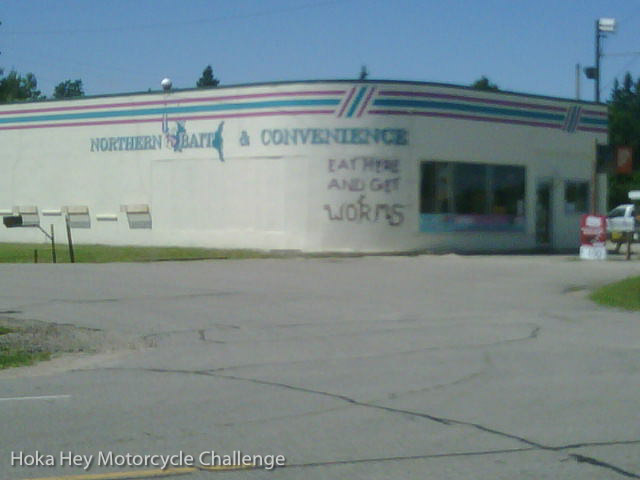 NORTHERN BAIT & CONVENIENCE
EAT HERE
AND GET
WORMS
Hoka Hey Motorcycle Challenge